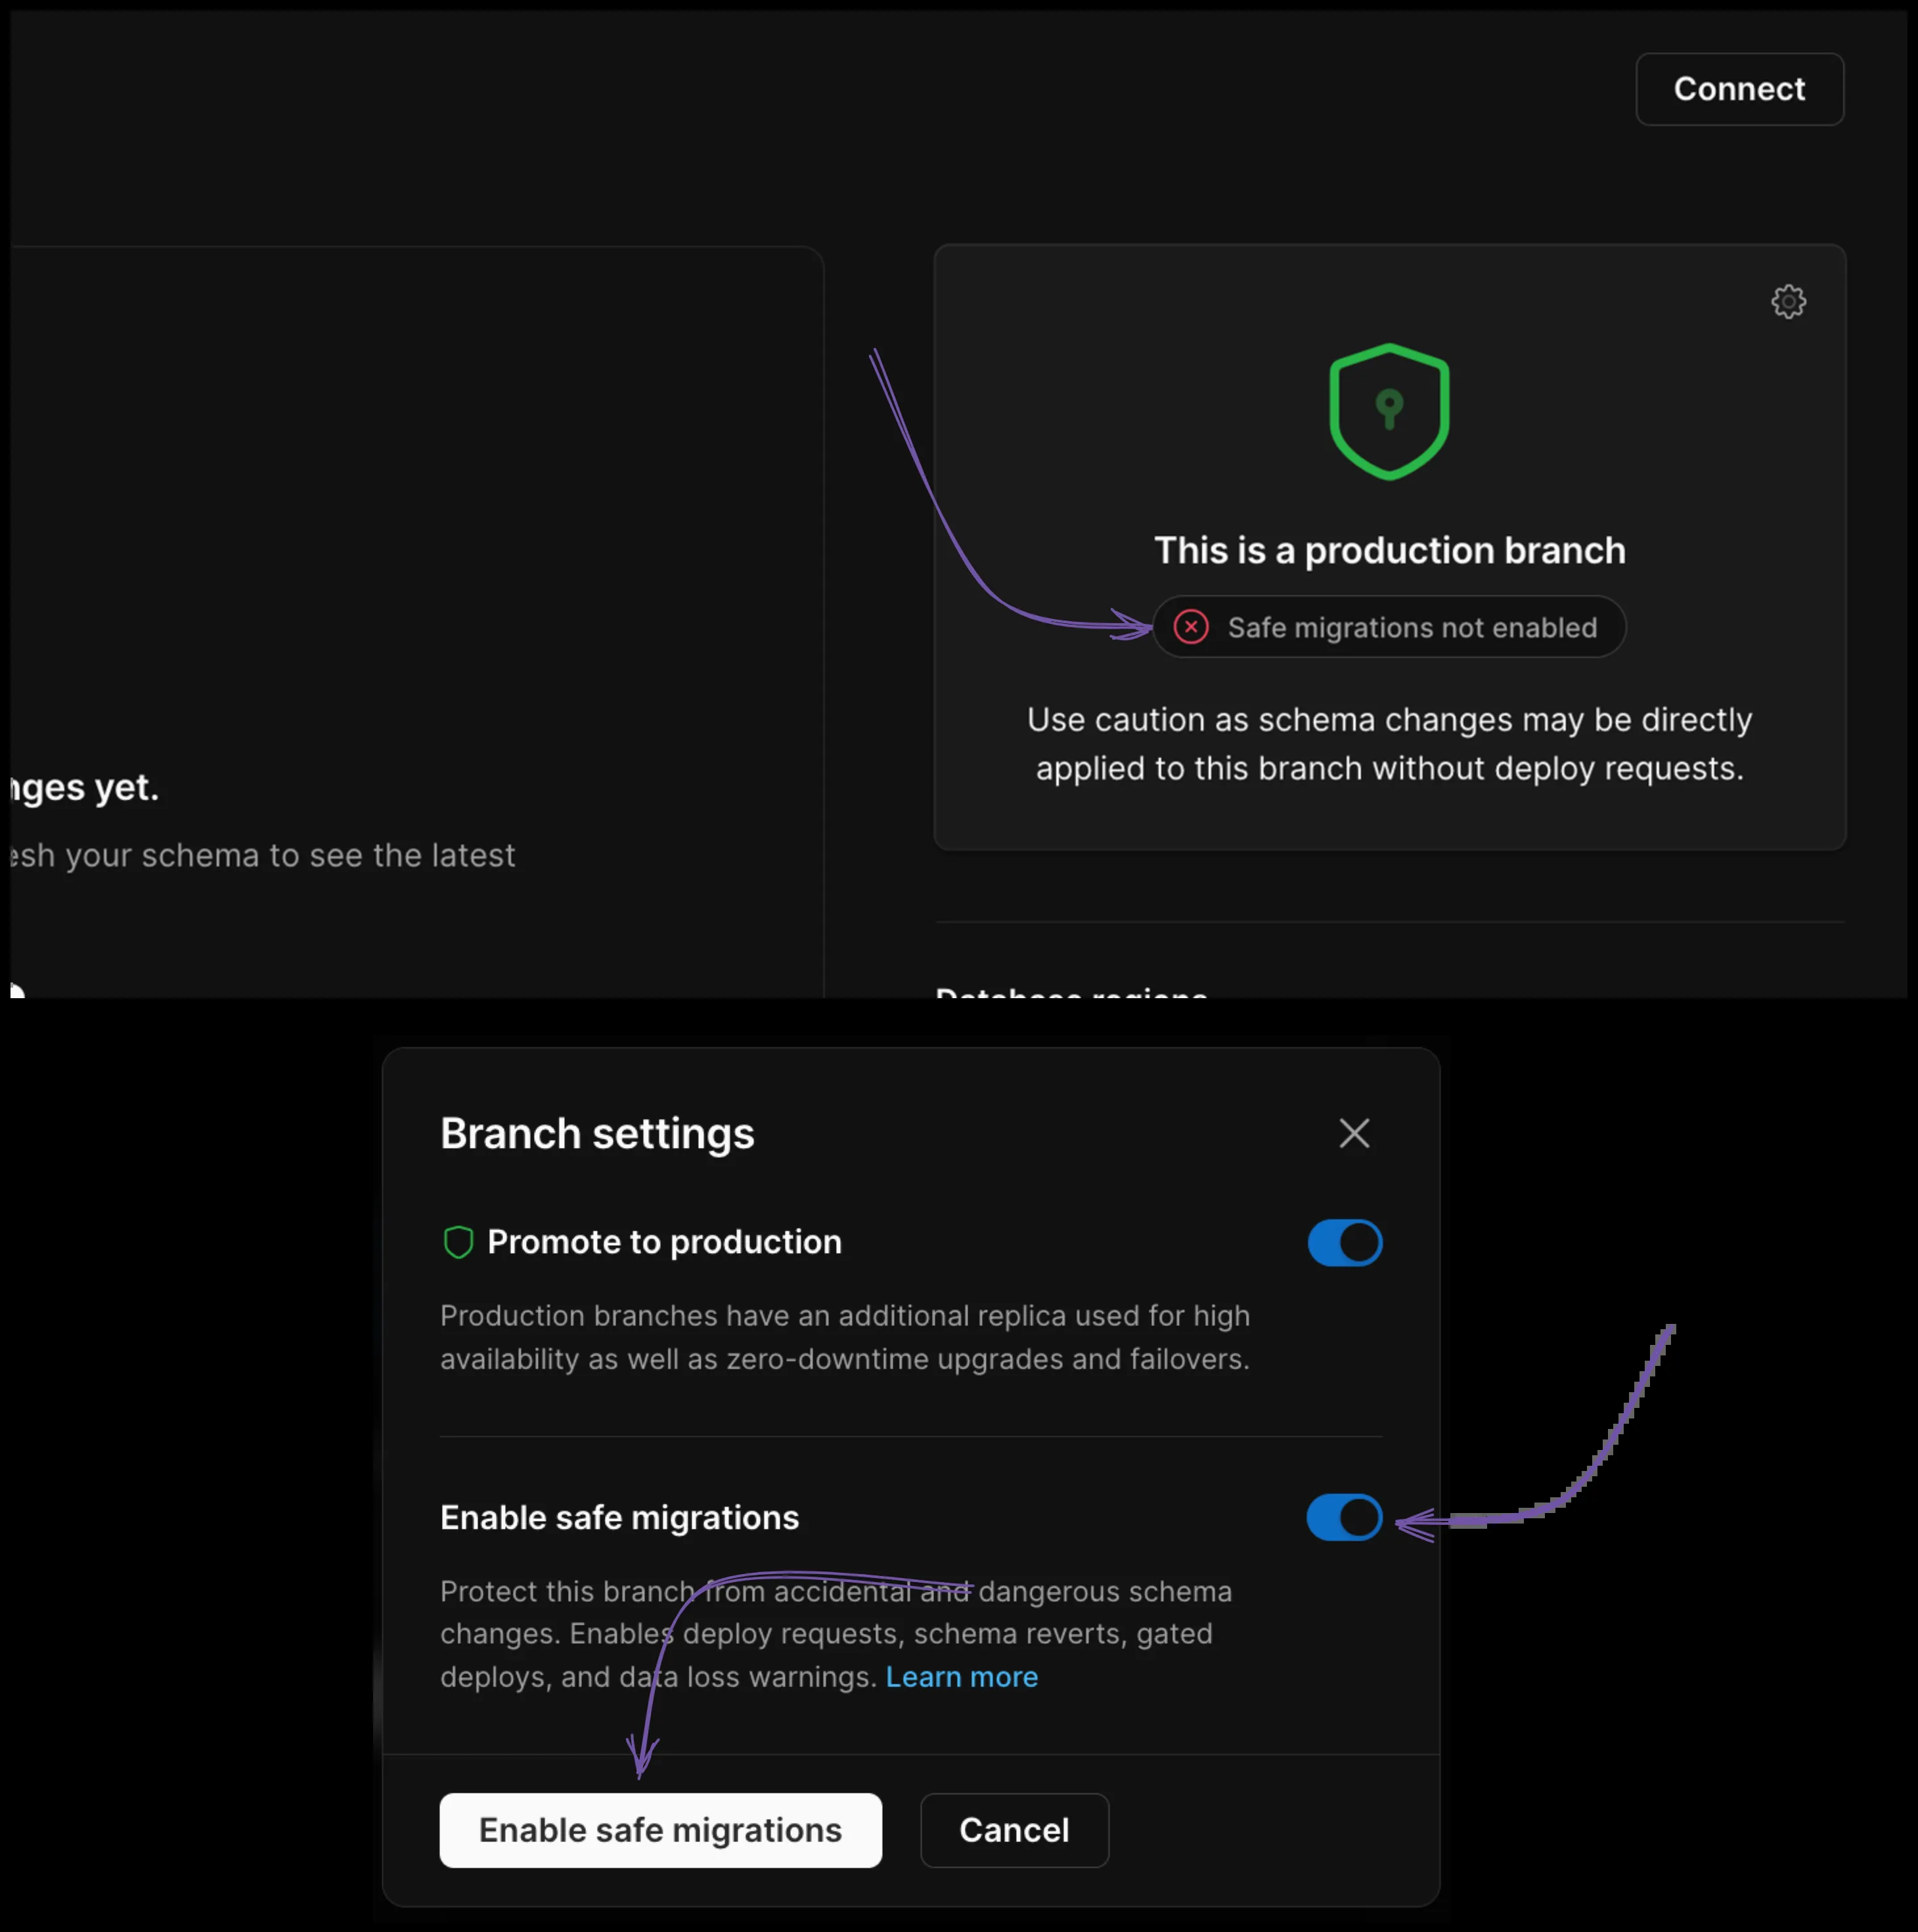 Connect
This is a production branch
Safe migrations not enabled
Use caution as schema changes may be directly
applied to this branch without deploy requests.
yet.
your schema to see the latest
Database regions
Branch settings
Promote to production
Production branches have an additional replica used for high
availability as well as zero-downtime upgrades and failovers.
Enable safe migrations
Protect this branch from accidental and dangerous schema
changes. Enables deploy requests, schema reverts, gated
deploys, and data loss warnings. Learn more
Enable safe migrations
Cancel